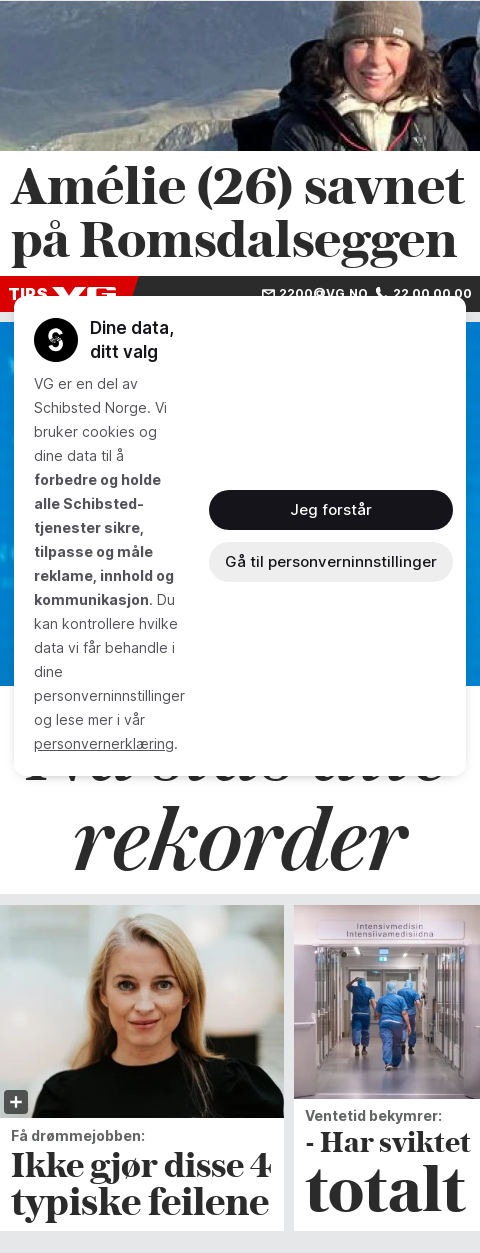 Amélie (26) savnet
på Romsdalseggen
TIPS VG 2200@VG.NO 22 00 00 00
Dine data,
ditt valg
VG er en del av
Schibsted Norge. Vi
bruker cookies og
dine data til å
forbedre og holde
alle Schibsted-
tjenester sikre,
tilpasse og måle
reklame, innhold og
kommunikasjon. Du
kan kontrollere hvilke
data vi får behandle i
dine
personverninnstillinger
og lese mer i vår
personvernerklæring.
Jeg forstår
Gå til personverninnstillinger
rekorder
Få drømmejobben:
Ikke gjør disse 4
typiske feilene
Intensivmedisin
Intensiivamedisiidna
Ventetid bekymrer:
- Har sviktet
totalt